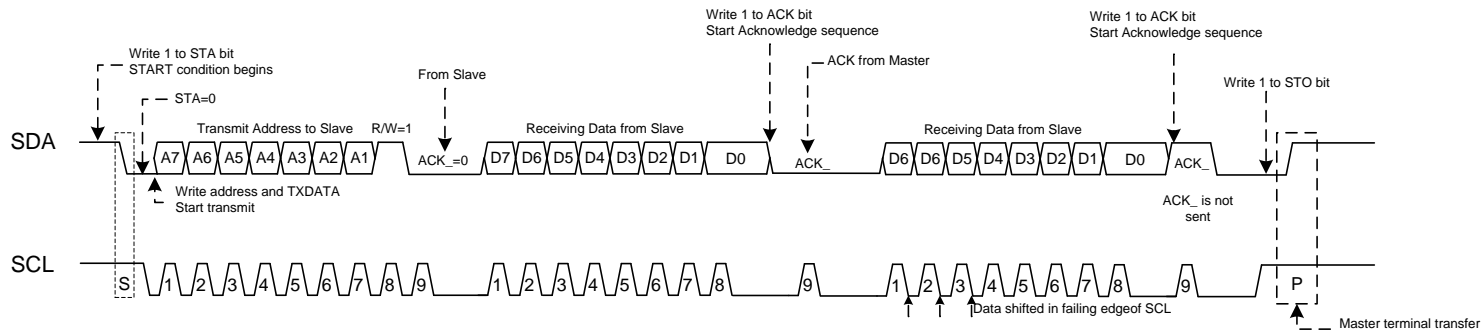 Write 1 to STA bit
START condition begins
STA=0
From Slave
Write 1 to ACK bit
Start Acknowledge sequence
ACK from Master
Write 1 to ACK bit
Start Acknowledge sequence
Write 1 to STO bit
SDA
Transmit Address to Slave
R/W=1
Receiving Data from Slave
Receiving Data from Slave
A7 A6 A5 A4 A3 A2 A1
ACK_=0
D7 D6 D5 D4 D3 D2 D1 D0
ACK_
D6 D6 D5 D4 D3 D2 D1 D0
ACK_
Write address and TXDATA
Start transmit
ACK_ is not
sent
SCL
S 1 2 3 4 5 6 7 8 9 1 2 3 4 5 6 7 8 9 1 2 3 4 5 6 7 8 9 P
Data shifted in failing edgeof SCL
Master terminal transfer